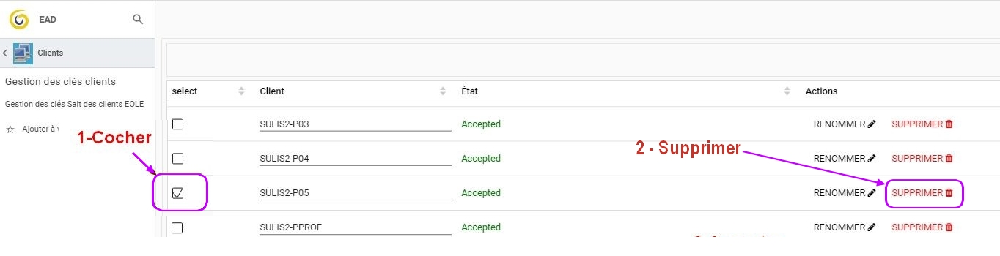 EAD
Clients
Gestion des clés clients
Gestion des clés Salt des clients EOLE
Ajouter à
1-Cocher
select Client État Actions
SULIS2-P03 Accepted RENOMMER SUPPRIMER
SULIS2-P04 Accepted RENOMMER SUPPRIMER
2 - Supprimer
SULIS2-P05 Accepted RENOMMER SUPPRIMER
SULIS2-PPROF Accepted RENOMMER SUPPRIMER